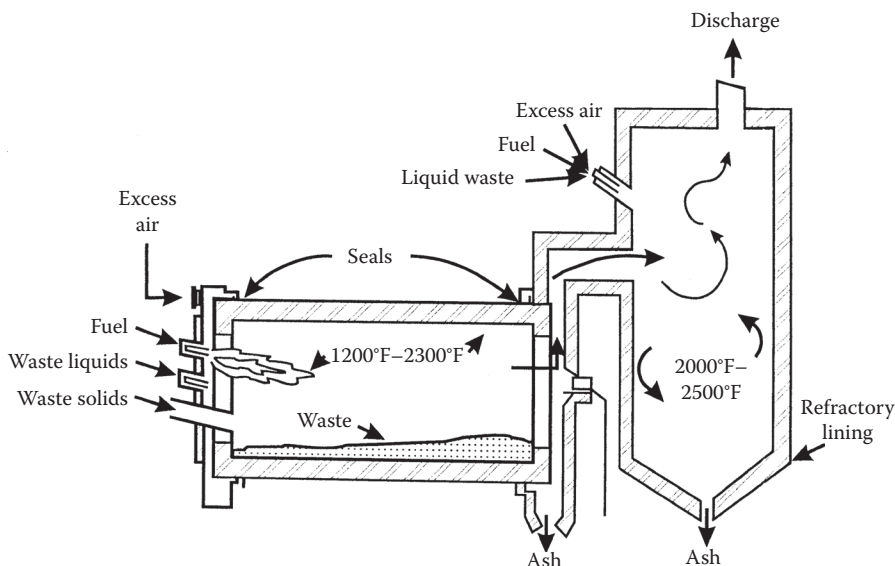 Discharge
Excess air
Fuel
Liquid waste
Excess
air
Seals
Fuel
Waste liquids
Waste solids
1200°F–2300°F
Waste
2000°F–
2500°F
Refractory
lining
Ash
Ash